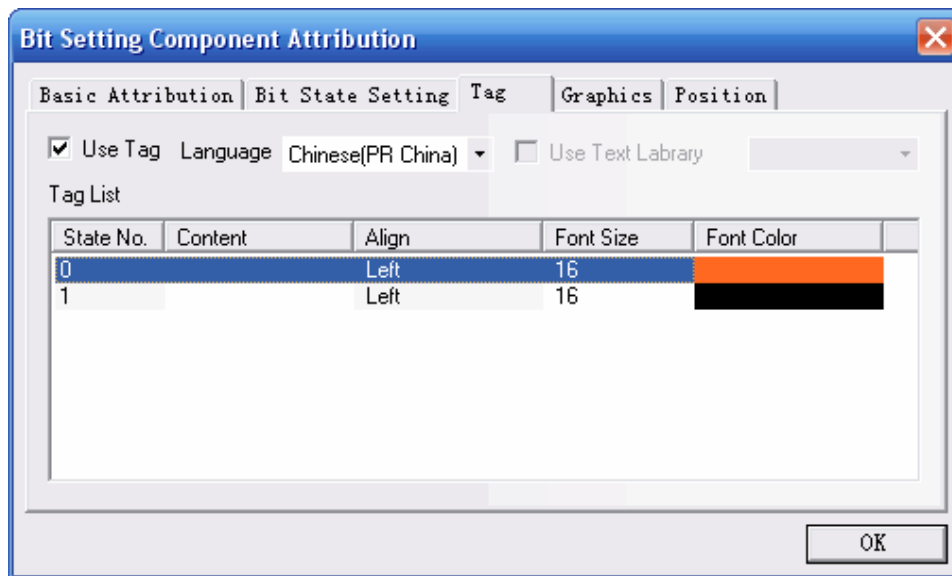 Bit Setting Component Attribution
Basic Attribution Bit State Setting Tag Graphics Position
Use Tag Language Chinese(PR China) Use Text Labrary
Tag List
State No. Content Align Font Size Font Color
0 Left 16
1 Left 16
OK